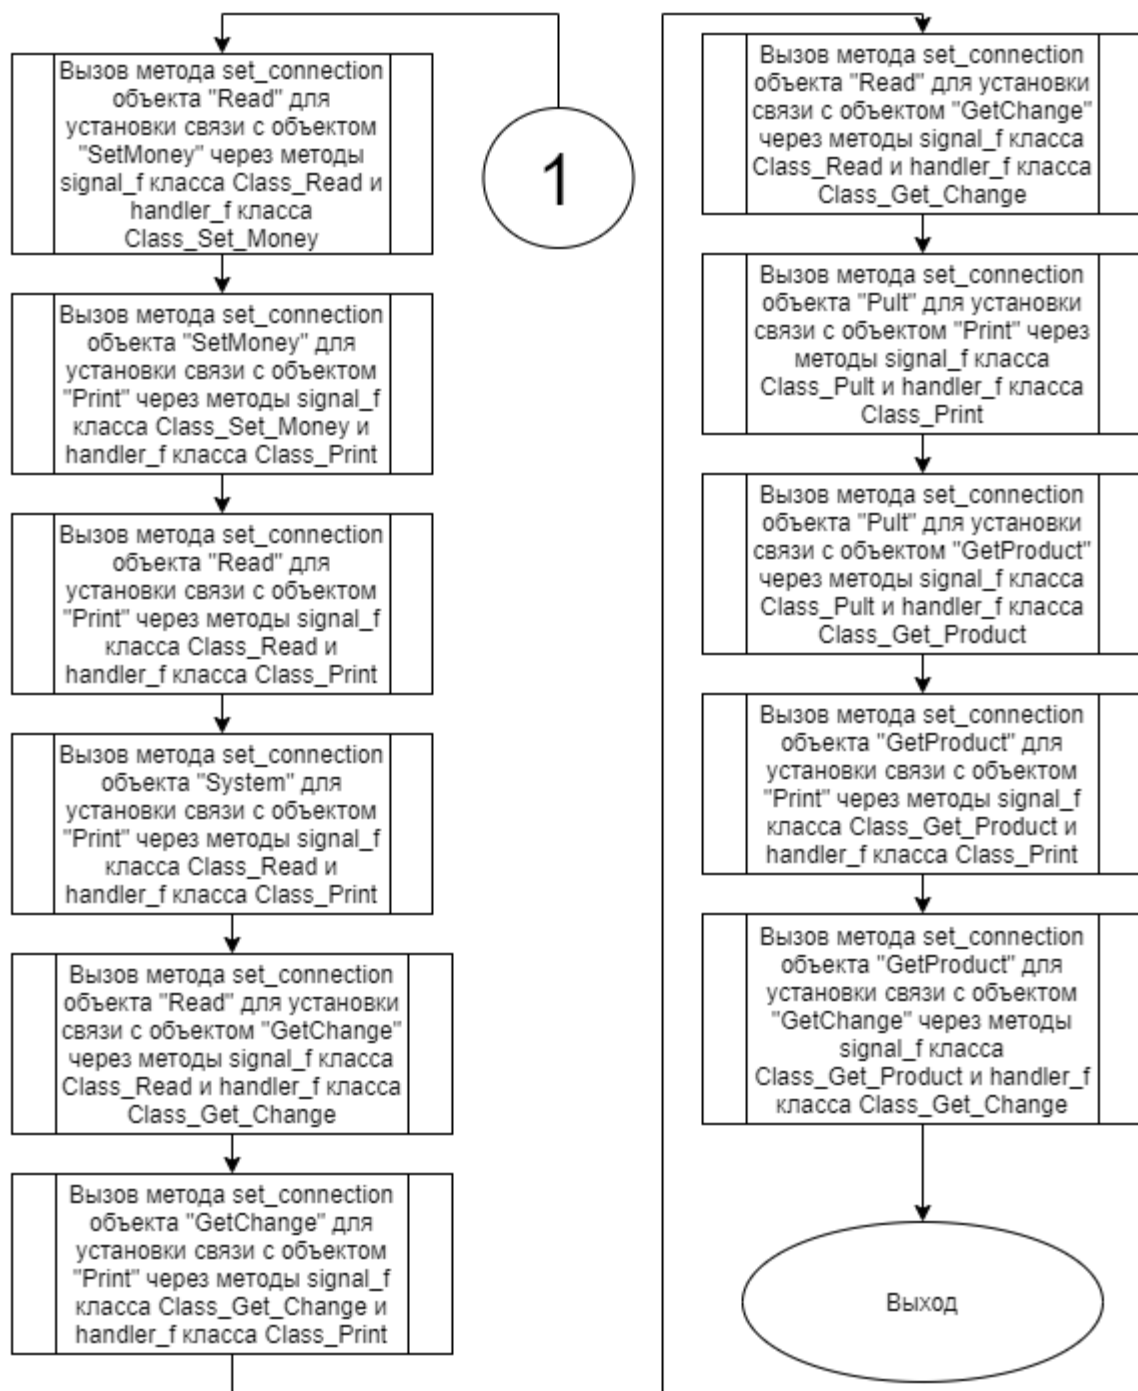 1
Вызов метода set_connection
объекта "Read" для
установки связи с объектом
"SetMoney" через методы
signal_f класса Class_Read и
handler_f класса
Class_Set_Money
Вызов метода set_connection
объекта "SetMoney" для
установки связи с объектом
"Print" через методы signal_f
класса Class_Set_Money и
handler_f класса Class_Print
Вызов метода set_connection
объекта "Read" для
установки связи с объектом
"Print" через методы signal_f
класса Class_Read и
handler_f класса Class_Print
Вызов метода set_connection
объекта "System" для
установки связи с объектом
"Print" через методы signal_f
класса Class_Read и
handler_f класса Class_Print
Вызов метода set_connection
объекта "Read" для установки
связи с объектом "GetChange"
через методы signal_f класса
Class_Read и handler_f класса
Class_Get_Change
Вызов метода set_connection
объекта "GetChange" для
установки связи с объектом
"Print" через методы signal_f
класса Class_Get_Change и
handler_f класса Class_Print
Вызов метода set_connection
объекта "Read" для установки
связи с объектом "GetChange"
через методы signal_f класса
Class_Read и handler_f класса
Class_Get_Change
Вызов метода set_connection
объекта "Pult" для установки
связи с объектом "Print" через
методы signal_f класса
Class_Pult и handler_f класса
Class_Print
Вызов метода set_connection
объекта "Pult" для установки
связи с объектом "GetProduct"
через методы signal_f класса
Class_Pult и handler_f класса
Class_Get_Product
Вызов метода set_connection
объекта "GetProduct" для
установки связи с объектом
"Print" через методы signal_f
класса Class_Get_Product и
handler_f класса Class_Print
Вызов метода set_connection
объекта "GetProduct" для
установки связи с объектом
"GetChange" через методы
signal_f класса
Class_Get_Product и handler_f
класса Class_Get_Change
Выход